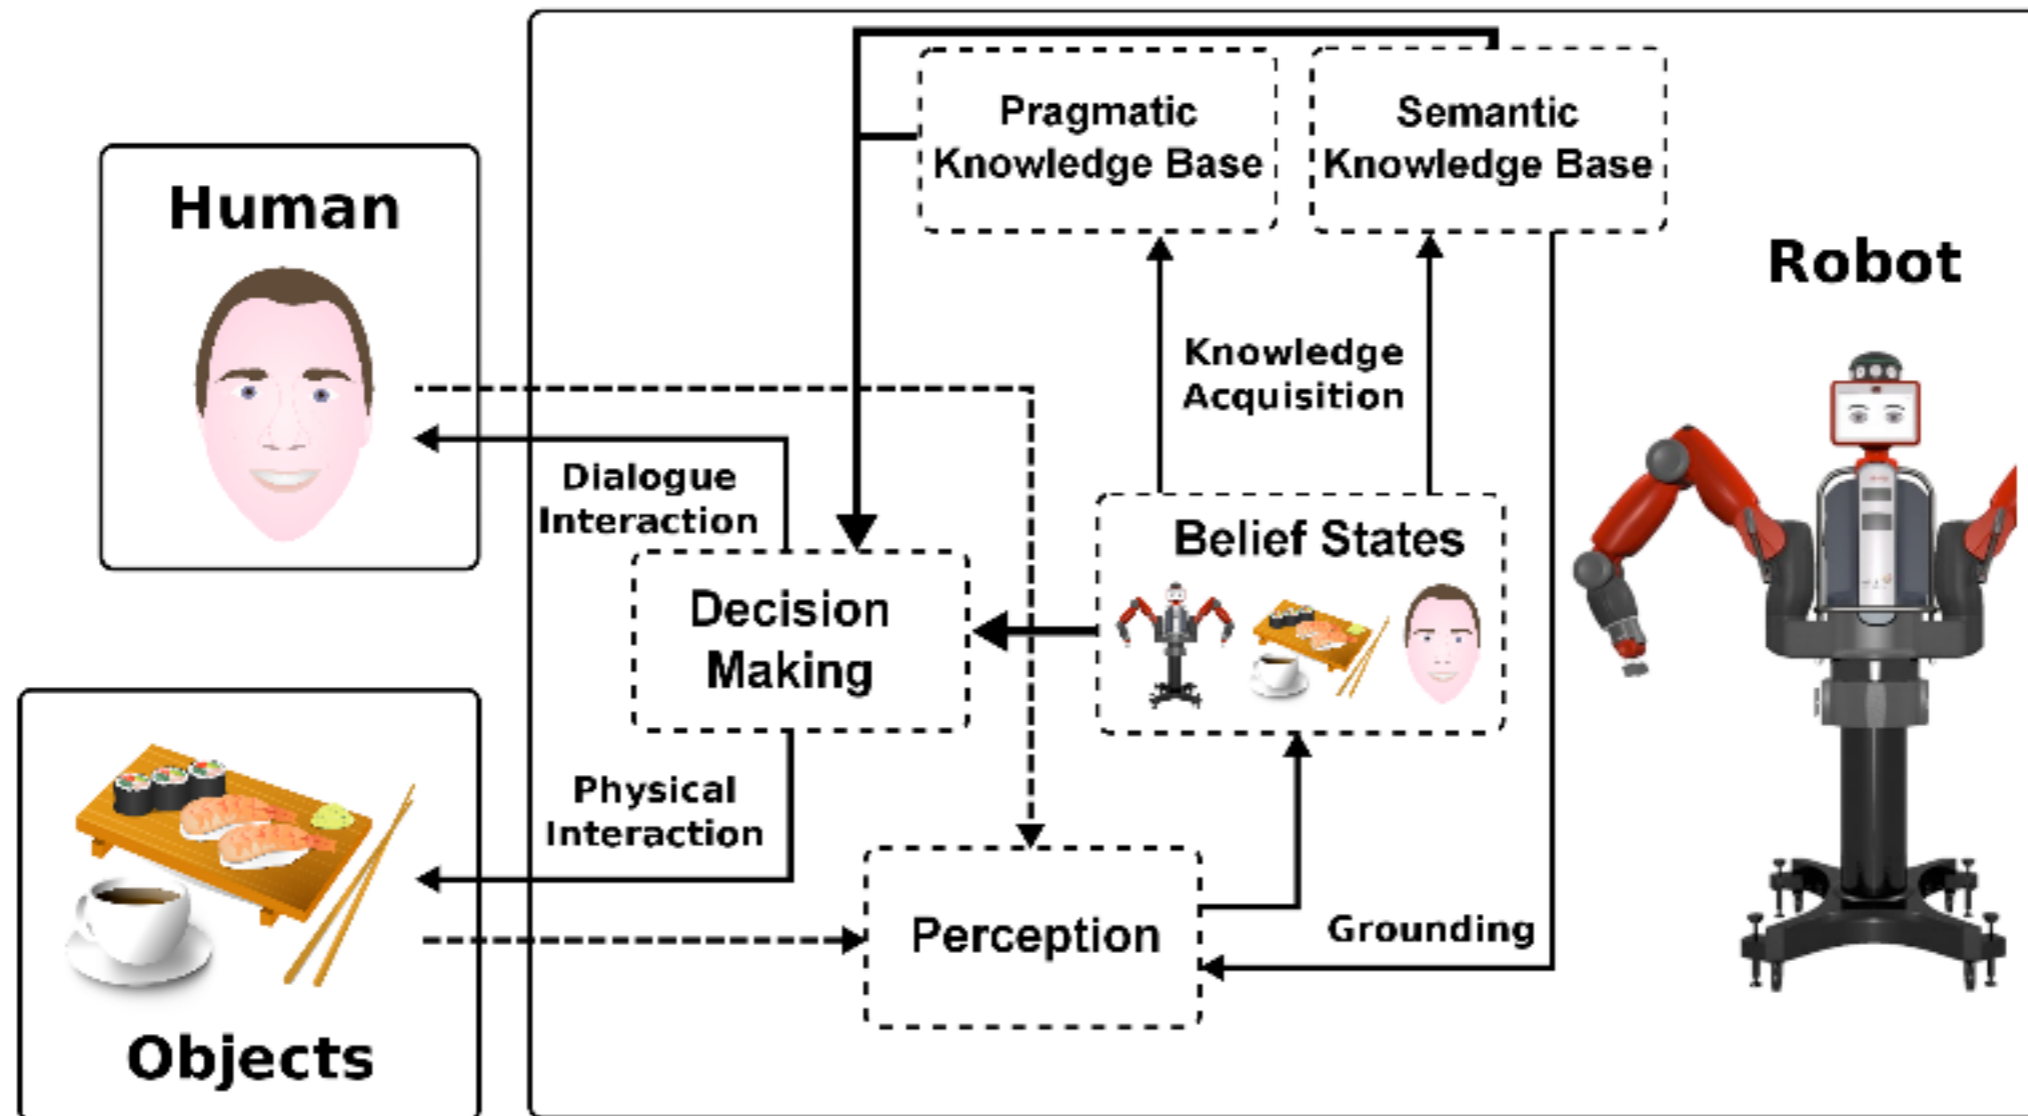 Pragmatic
Knowledge Base
Semantic
Knowledge Base
Human
Robot
Knowledge
Acquisition
Dialogue
Interaction
Belief States
Decision
Making
Physical
Interaction
Perception
Grounding
Objects